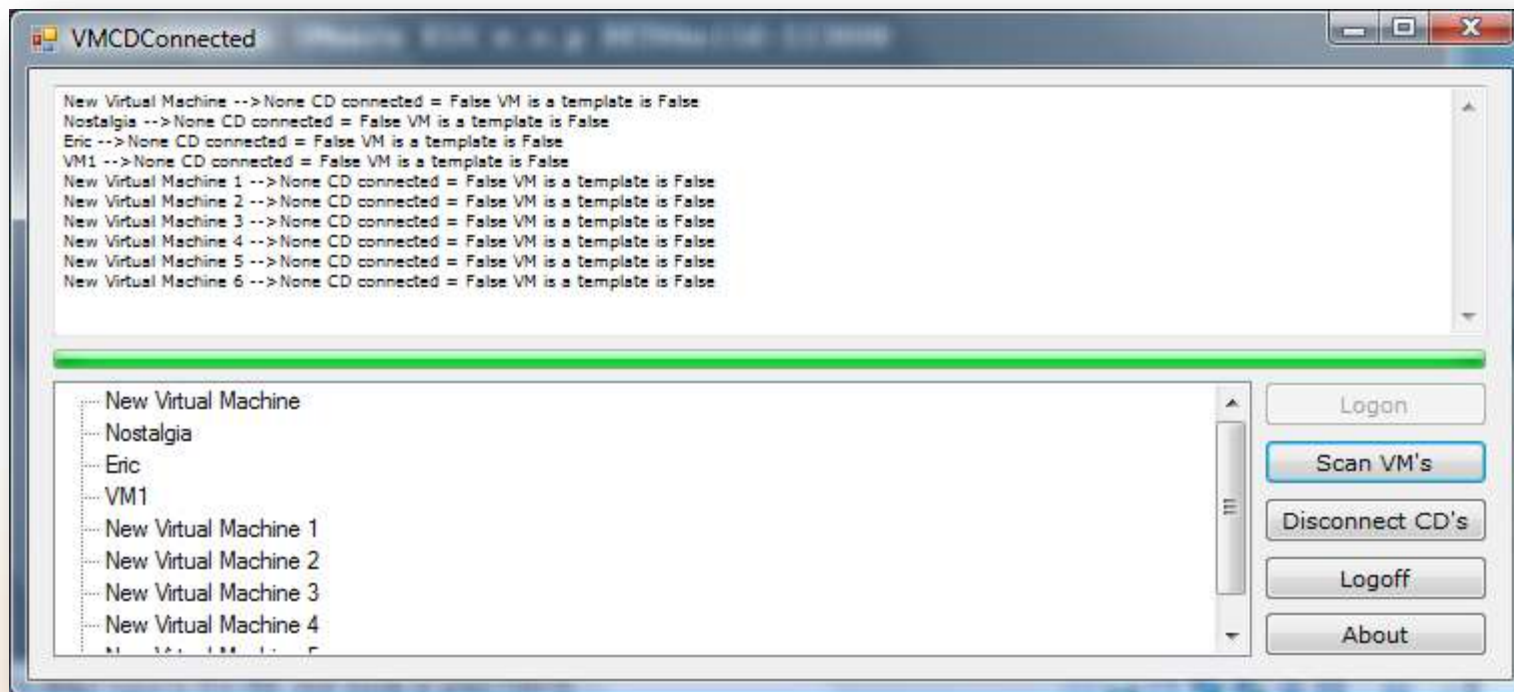 VMCDConnected
New Virtual Machine -->None CD connected = False VM is a template is False
Nostalgia -->None CD connected = False VM is a template is False
Eric -->None CD connected = False VM is a template is False
VM1 -->None CD connected = False VM is a template is False
New Virtual Machine 1 -->None CD connected = False VM is a template is False
New Virtual Machine 2 -->None CD connected = False VM is a template is False
New Virtual Machine 3 -->None CD connected = False VM is a template is False
New Virtual Machine 4 -->None CD connected = False VM is a template is False
New Virtual Machine 5 -->None CD connected = False VM is a template is False
New Virtual Machine 6 -->None CD connected = False VM is a template is False
New Virtual Machine
Nostalgia
Eric
VM1
New Virtual Machine 1
New Virtual Machine 2
New Virtual Machine 3
New Virtual Machine 4
Logon
Scan VM's
Disconnect CD's
Logoff
About